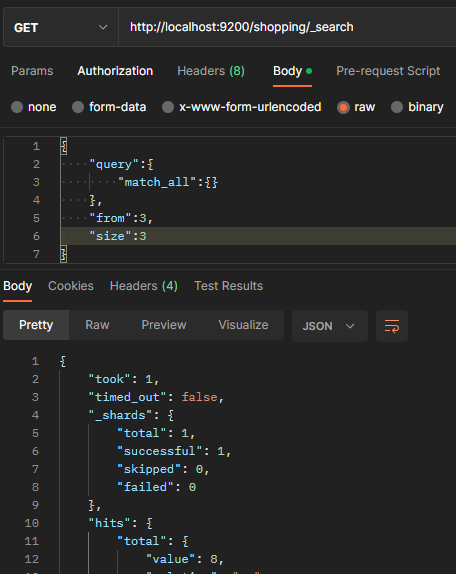 GET http://localhost:9200/shopping/_search
Params Authorization Headers (8) Body Pre-request Script
none form-data x-www-form-urlencoded raw binary
1 {
2 "query":{
3 "match_all":{}
4 },
5 "from":3,
6 "size":3
7 }
Body Cookies Headers (4) Test Results
Pretty Raw Preview Visualize JSON
1 {
2 "took": 1,
3 "timed_out": false,
4 "_shards": {
5 "total": 1,
6 "successful": 1,
7 "skipped": 0,
8 "failed": 0
9 },
10 "hits": {
11 "total": {
12 "value": 8,